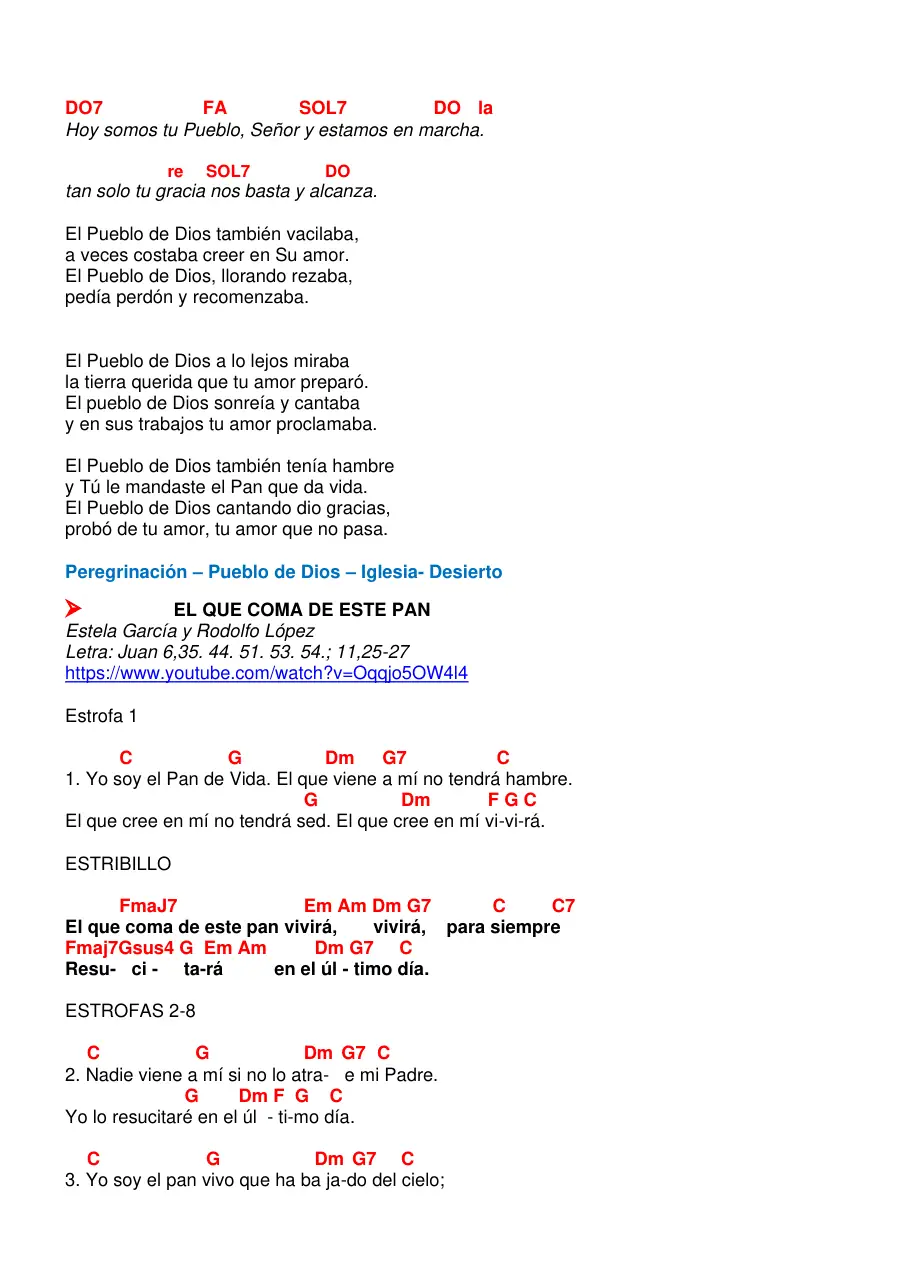 DO7 FA SOL7 DO la
Hoy somos tu Pueblo, Señor y estamos en marcha.
re SOL7 DO
tan solo tu gracia nos basta y alcanza.
El Pueblo de Dios también vacilaba,
a veces costaba creer en Su amor.
El Pueblo de Dios, llorando rezaba,
pedía perdón y recomenzaba.
El Pueblo de Dios a lo lejos miraba
la tierra querida que tu amor preparó.
El pueblo de Dios sonreía y cantaba
y en sus trabajos tu amor proclamaba.
El Pueblo de Dios también tenía hambre
y Tú le mandaste el Pan que da vida.
El Pueblo de Dios cantando dio gracias,
probó de tu amor, tu amor que no pasa.
Peregrinación – Pueblo de Dios – Iglesia- Desierto
EL QUE COMA DE ESTE PAN
Estela García y Rodolfo López
Letra: Juan 6,35. 44. 51. 53. 54.; 11,25-27
https://www.youtube.com/watch?v=Oqqjo5OW4I4
Estrofa 1
C G Dm G7 C
1. Yo soy el Pan de Vida. El que viene a mí no tendrá hambre.
G Dm F G C
El que cree en mí no tendrá sed. El que cree en mí vi-vi-rá.
ESTRIBILLO
FmaJ7 Em Am Dm G7 C C7
El que coma de este pan vivirá, vivirá, para siempre
Fmaj7Gsus4 G Em Am Dm G7 C
Resu- ci - ta-rá en el úl - timo día.
ESTROFAS 2-8
C G Dm G7 C
2. Nadie viene a mí si no lo atra- e mi Padre.
G Dm F G C
Yo lo resucitaré en el úl - ti-mo día.
C G Dm G7 C
3. Yo soy el pan vivo que ha ba ja-do del cielo;